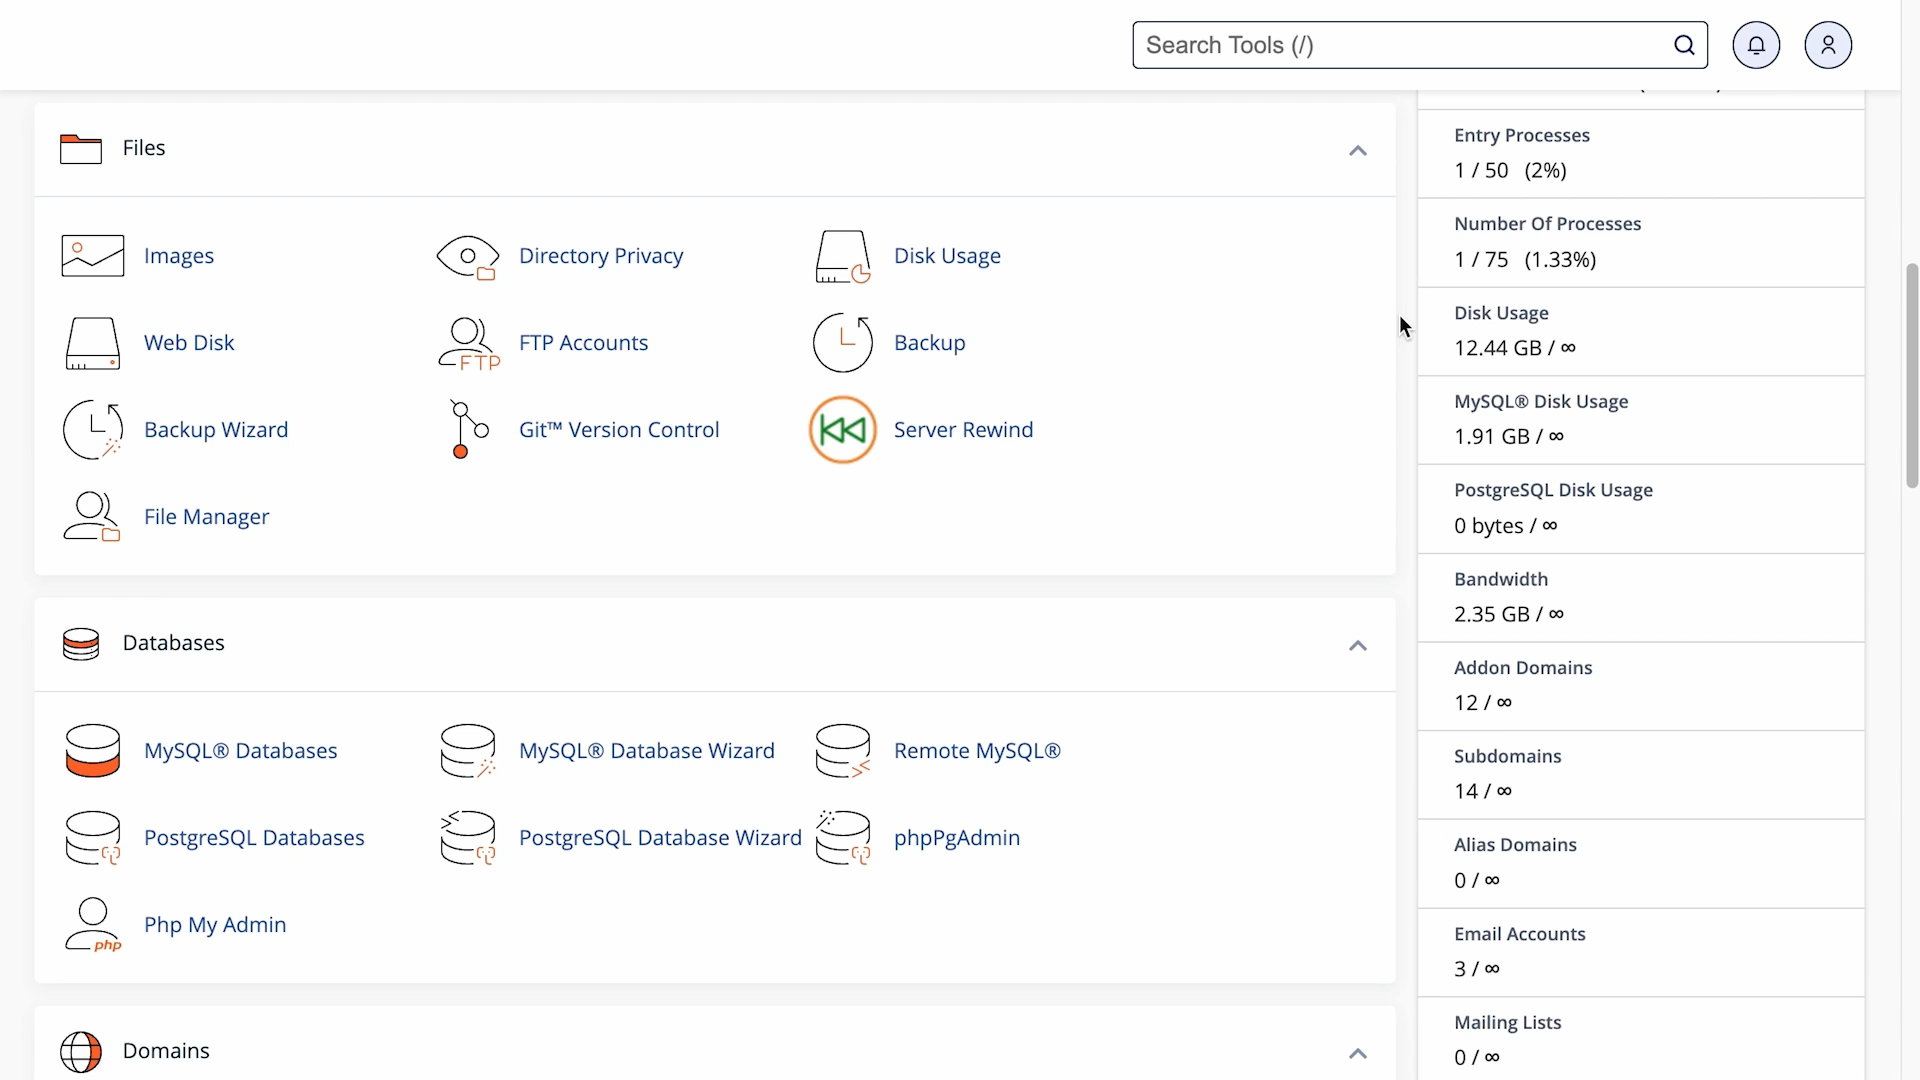 Search Tools (/)
Files
Images
Directory Privacy
Disk Usage
Web Disk
FTP Accounts
FTP
Backup
Backup Wizard
Git™ Version Control
Server Rewind
File Manager
Databases
MySQL® Databases
MySQL® Database Wizard
Remote MySQL®
PostgreSQL Databases
PostgreSQL Database Wizard
phpPgAdmin
Php My Admin
php
Domains
Entry Processes
1 / 50 (2%)
Number Of Processes
1 / 75 (1.33%)
Disk Usage
12.44 GB / ∞
MySQL® Disk Usage
1.91 GB / ∞
PostgreSQL Disk Usage
0 bytes / ∞
Bandwidth
2.35 GB / ∞
Addon Domains
12 / ∞
Subdomains
14 / ∞
Alias Domains
0 / ∞
Email Accounts
3 / ∞
Mailing Lists
0 / ∞